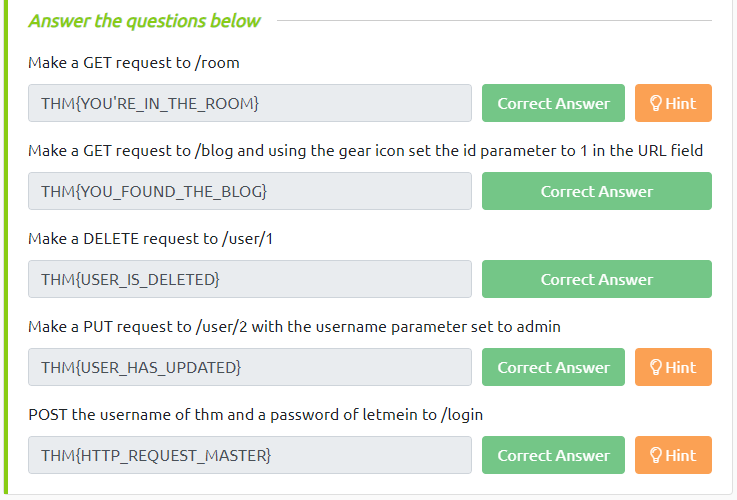 Answer the questions below
Make a GET request to /room
THM{YOU'RE_IN_THE_ROOM}
Correct Answer
Hint
Make a GET request to /blog and using the gear icon set the id parameter to 1 in the URL field
THM{YOU_FOUND_THE_BLOG}
Correct Answer
Make a DELETE request to /user/1
THM{USER_IS_DELETED}
Correct Answer
Make a PUT request to /user/2 with the username parameter set to admin
THM{USER_HAS_UPDATED}
Correct Answer
Hint
POST the username of thm and a password of letmein to /login
THM{HTTP_REQUEST_MASTER}
Correct Answer
Hint